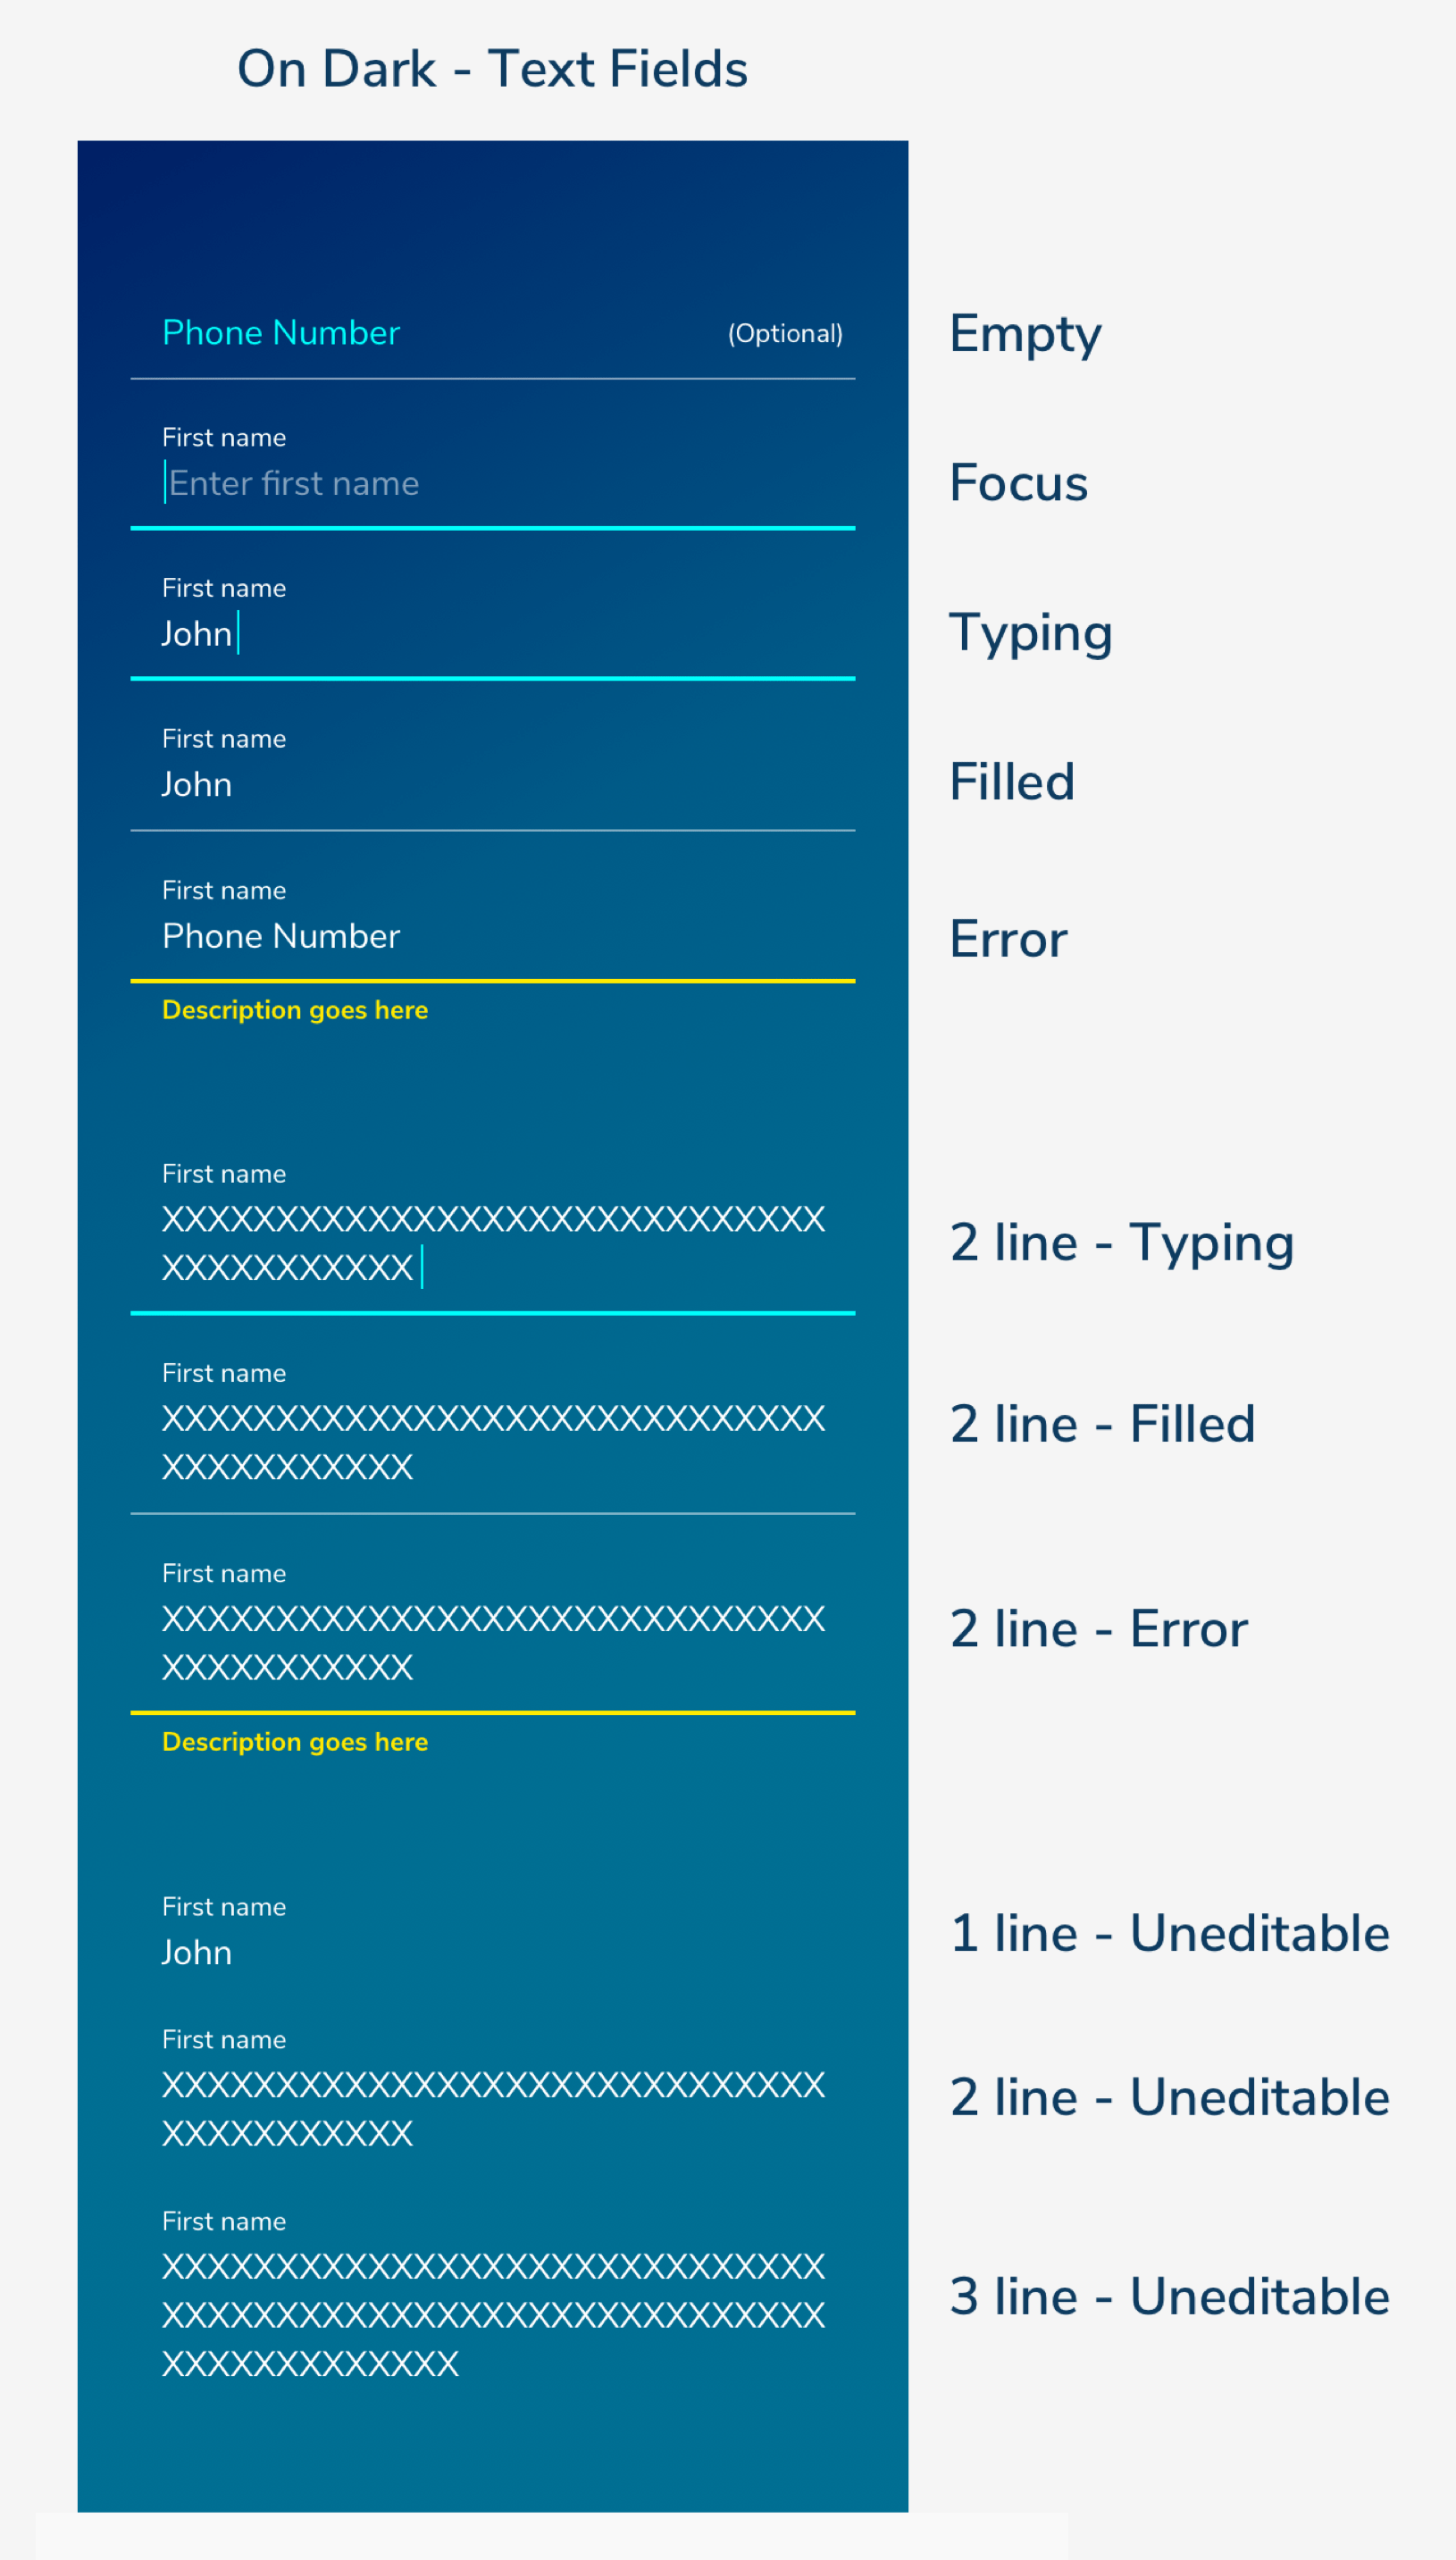 On Dark - Text Fields
Phone Number (Optional) Empty
First name
Enter first name Focus
First name
John Typing
First name
John Filled
First name
Phone Number Error
Description goes here
First name
XXXXXXXXXXXXXXXXXXXXXXXXXXXXX
XXXXXXXXXXX
2 line - Typing
First name
XXXXXXXXXXXXXXXXXXXXXXXXXXXXX
XXXXXXXXXXX
2 line - Filled
First name
XXXXXXXXXXXXXXXXXXXXXXXXXXXXX
XXXXXXXXXXX
2 line - Error
Description goes here
First name
John
1 line - Uneditable
First name
XXXXXXXXXXXXXXXXXXXXXXXXXXXXX
XXXXXXXXXXX
2 line - Uneditable
First name
XXXXXXXXXXXXXXXXXXXXXXXXXXXXX
XXXXXXXXXXXXXXXXXXXXXXXXXXXXX
XXXXXXXXXXXXX
3 line - Uneditable